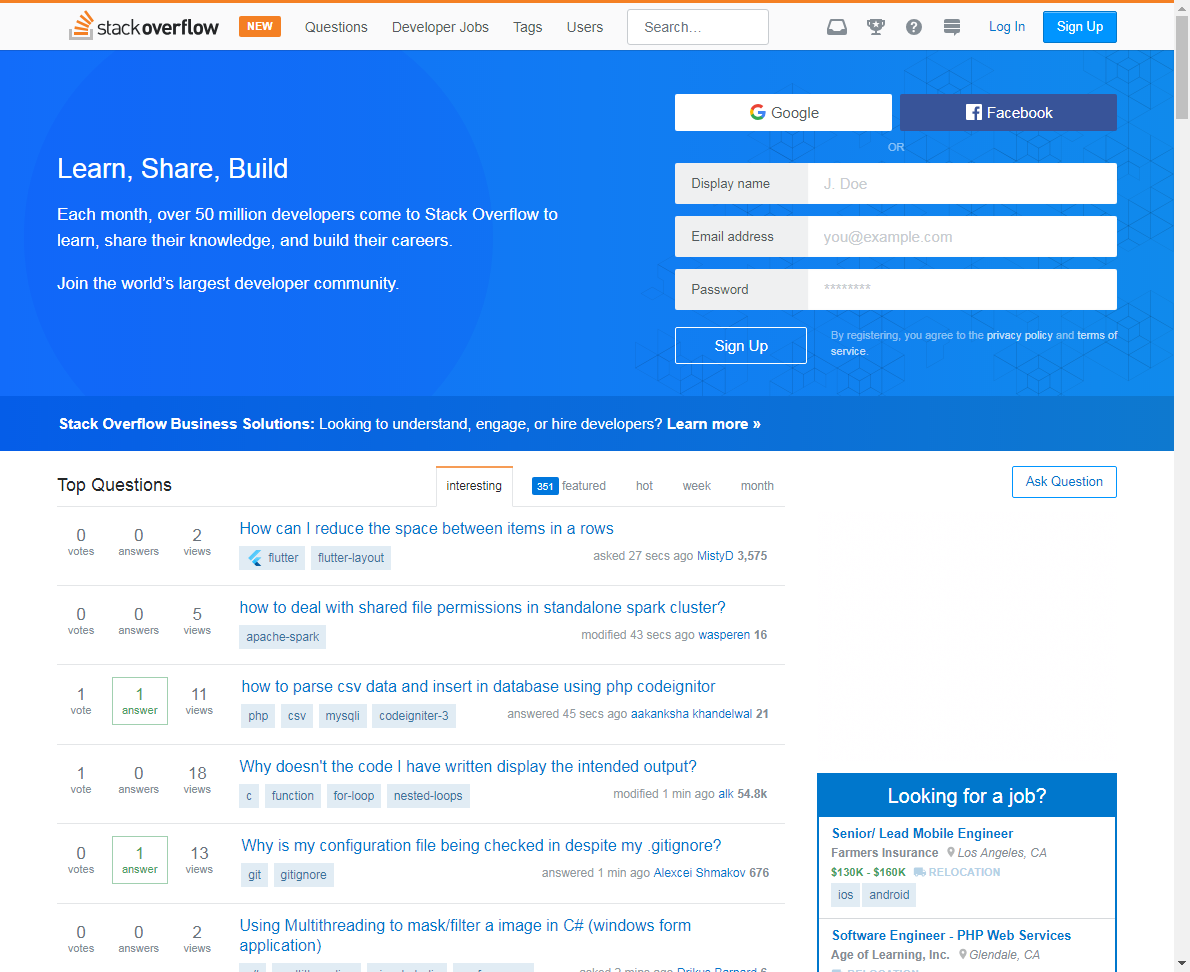 stackoverflow NEW Questions Developer Jobs Tags Users Search... Log In Sign Up
Google Facebook
OR
Learn, Share, Build
Each month, over 50 million developers come to Stack Overflow to
learn, share their knowledge, and build their careers.
Join the world's largest developer community.
Display name J. Doe
Email address you@example.com
Password ********
Sign Up
By registering, you agree to the privacy policy and terms of
service.
Stack Overflow Business Solutions: Looking to understand, engage, or hire developers? Learn more »
Top Questions
interesting 351 featured hot week month
Ask Question
0 votes 0 answers 2 views
How can I reduce the space between items in a rows
flutter flutter-layout
asked 27 secs ago MistyD 3,575
0 votes 0 answers 5 views
how to deal with shared file permissions in standalone spark cluster?
apache-spark
modified 43 secs ago wasperen 16
1 vote 1 answer 11 views
how to parse csv data and insert in database using php codeignitor
php csv mysqli codeigniter-3
answered 45 secs ago aakanksha khandelwal 21
1 vote 0 answers 18 views
Why doesn't the code I have written display the intended output?
c function for-loop nested-loops
modified 1 min ago alk 54.8k
0 votes 1 answer 13 views
Why is my configuration file being checked in despite my .gitignore?
git gitignore
answered 1 min ago Alexcei Shmakov 676
0 votes 0 answers 2 views
Using Multithreading to mask/filter a image in C# (windows form
application)
Looking for a job?
Senior/ Lead Mobile Engineer
Farmers Insurance Los Angeles, CA
$130K - $160K RELOCATION
ios android
Software Engineer - PHP Web Services
Age of Learning, Inc. Glendale, CA
RELOCATION